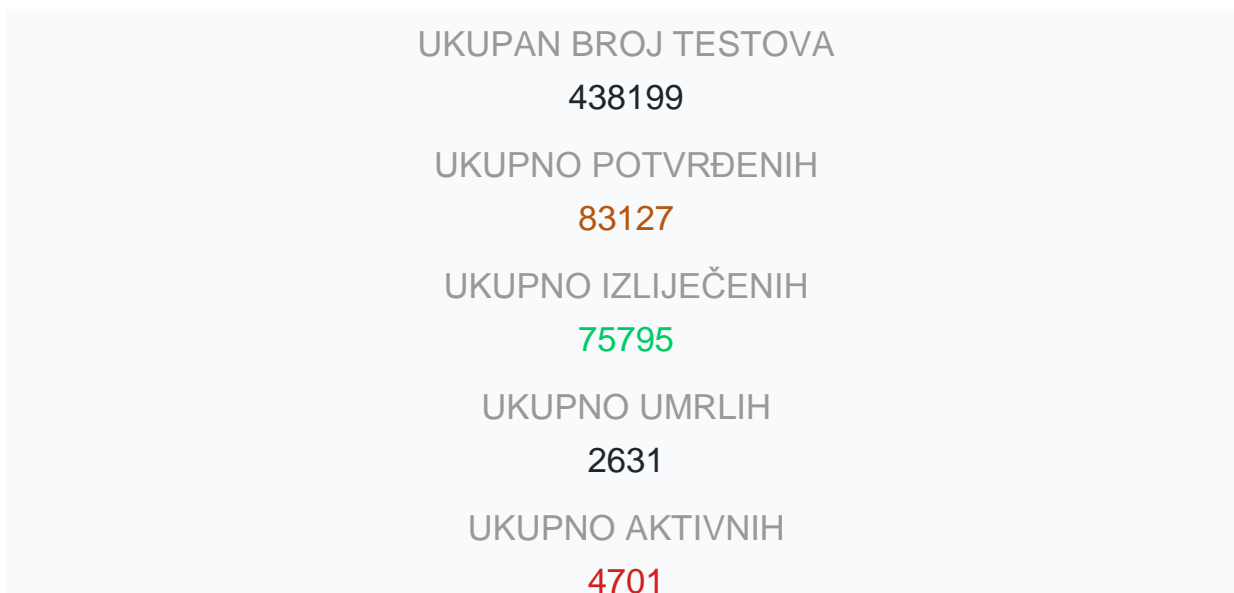 UKUPAN BROJ TESTOVA
438199
UKUPNO POTVRĐENIH
83127
UKUPNO IZLIJEČENIH
75795
UKUPNO UMRLIH
2631
UKUPNO AKTIVNIH
4701